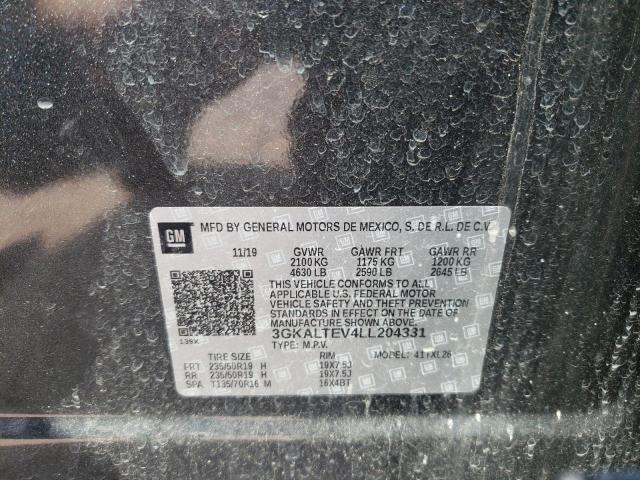 GM
MFD BY GENERAL MOTORS DE MEXICO, S. DE R.L. DE C.V.
11/19 GVWR GAWR FRT GAWR RR
2100 KG 1175 KG 1200 KG
4630 LB 2590 LB 2645 LB
THIS VEHICLE CONFORMS TO ALL
APPLICABLE U.S. FEDERAL MOTOR
VEHICLE SAFETY AND THEFT PREVENTION
STANDARDS IN EFFECT ON THE DATE OF
MANUFACTURE SHOWN ABOVE.
139X 3GKALTEV4LL204331
TYPE: M.P.V. MODEL: 4TXL26
TIRE SIZE RIM
FRT 235/50R19 H 19X7.5J
RR 235/50R19 H 19X7.5J
SPA T135/70R16 M 16X4BT